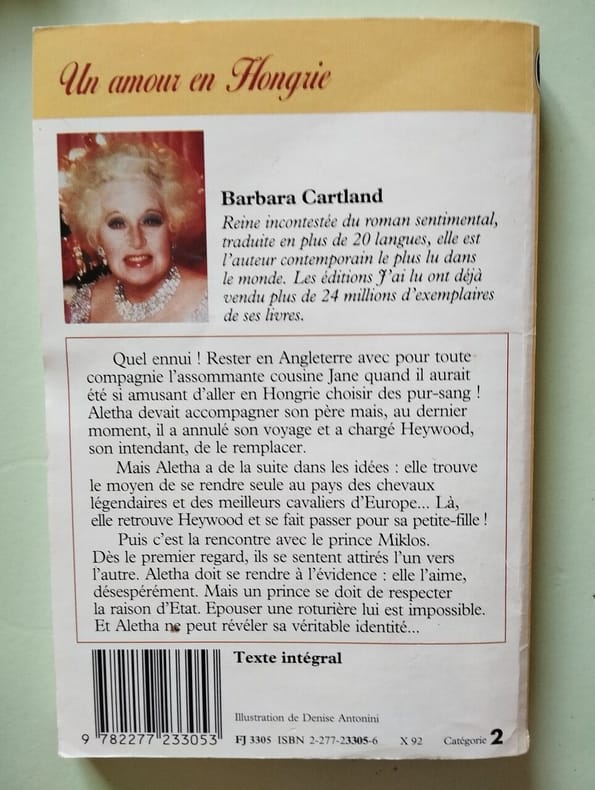 Un amour en Hongrie
Barbara Cartland
Reine incontestée du roman sentimental,
traduite en plus de 20 langues, elle est
l'auteur contemporain le plus lu dans
le monde. Les éditions J'ai lu ont déjà
vendu plus de 24 millions d'exemplaires
de ses livres.
Quel ennui ! Rester en Angleterre avec pour toute
compagnie l'assommante cousine Jane quand il aurait
été si amusant d'aller en Hongrie choisir des pur-sang !
Aletha devait accompagner son père mais, au dernier
moment, il a annulé son voyage et a chargé Heywood,
son intendant, de le remplacer.
Mais Aletha a de la suite dans les idées : elle trouve
le moyen de se rendre seule au pays des chevaux
légendaires et des meilleurs cavaliers d'Europe... Là,
elle retrouve Heywood et se fait passer pour sa petite-fille !
Puis c'est la rencontre avec le prince Miklos.
Dès le premier regard, ils se sentent attirés l'un vers
l'autre. Aletha doit se rendre à l'évidence : elle l'aime,
désespérément. Mais un prince se doit de respecter
la raison d'Etat. Epouser une roturière lui est impossible.
Et Aletha ne peut révéler sa véritable identité...
Texte intégral
Illustration de Denise Antonini
9 782277 233053
FJ 3305 ISBN 2-277-23305-6 X 92 Catégorie 2